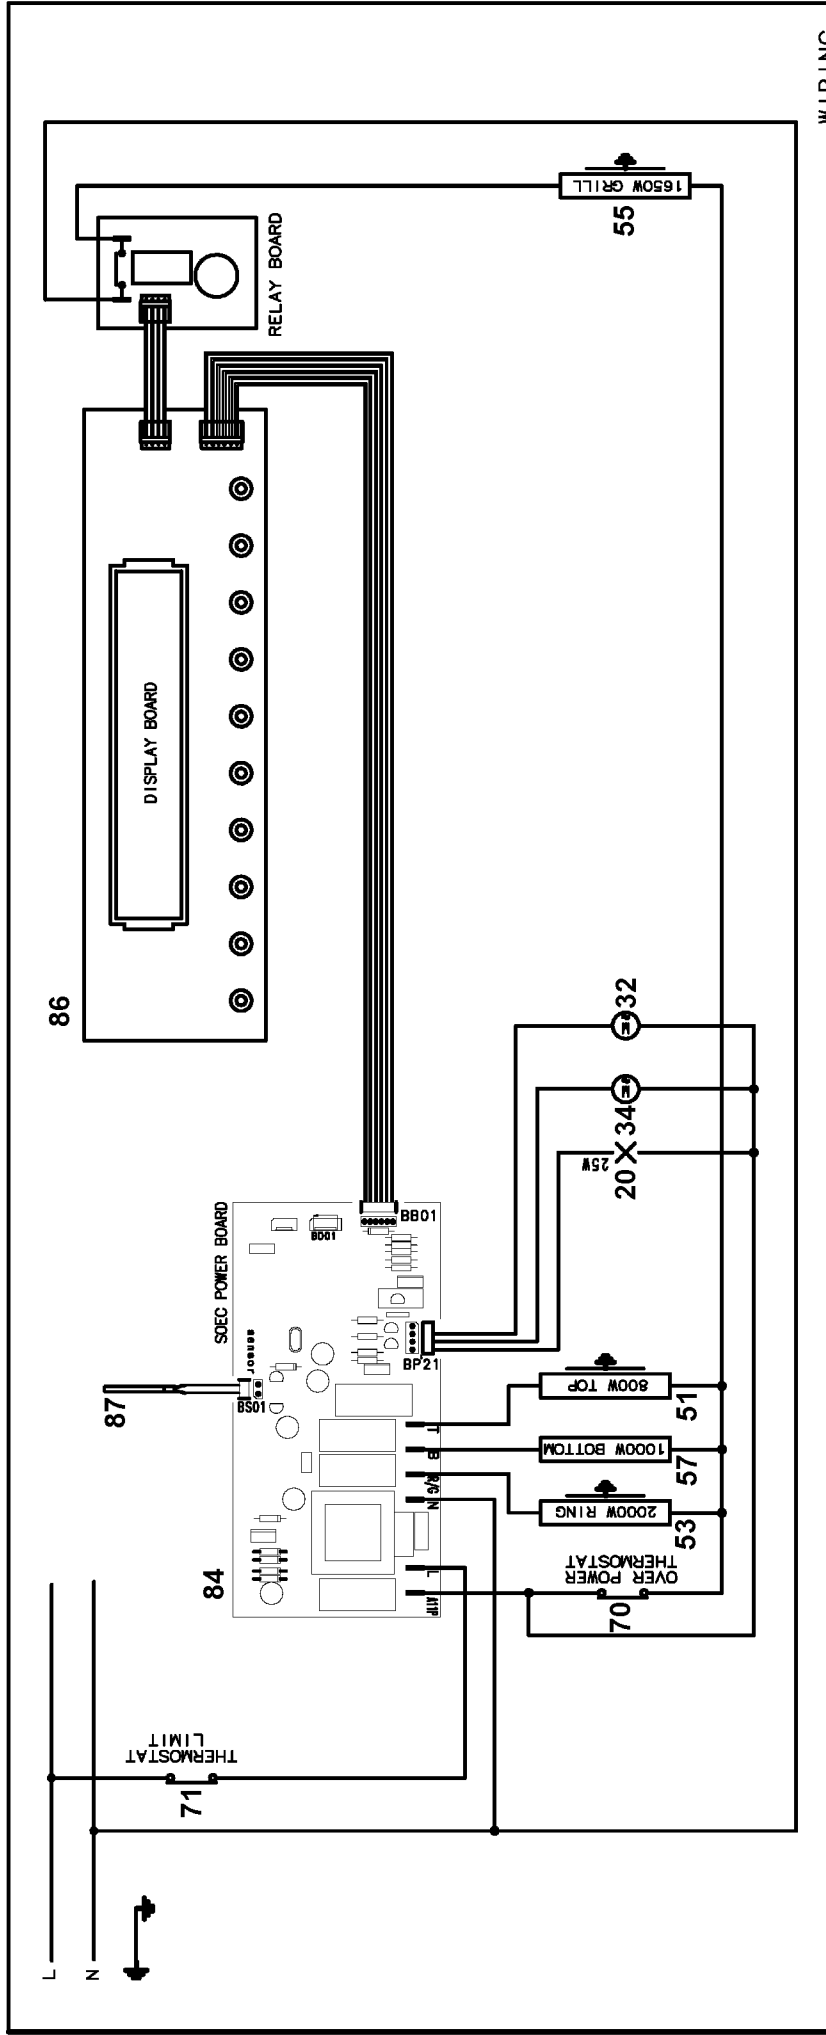 WIRING
1650W GRILL
55
RELAY BOARD
DISPLAY BOARD
86
32
34
20
25W
SOEC POWER BOARD
BD01
BB01
sensor
BS01
BP21
87
T
B
R/G
N
L
A11P
84
800W TOP
51
1000W BOTTOM
57
2000W RING
53
OVER POWER
THERMOSTAT
70
THERMOSTAT
LIMIT
71
L
N